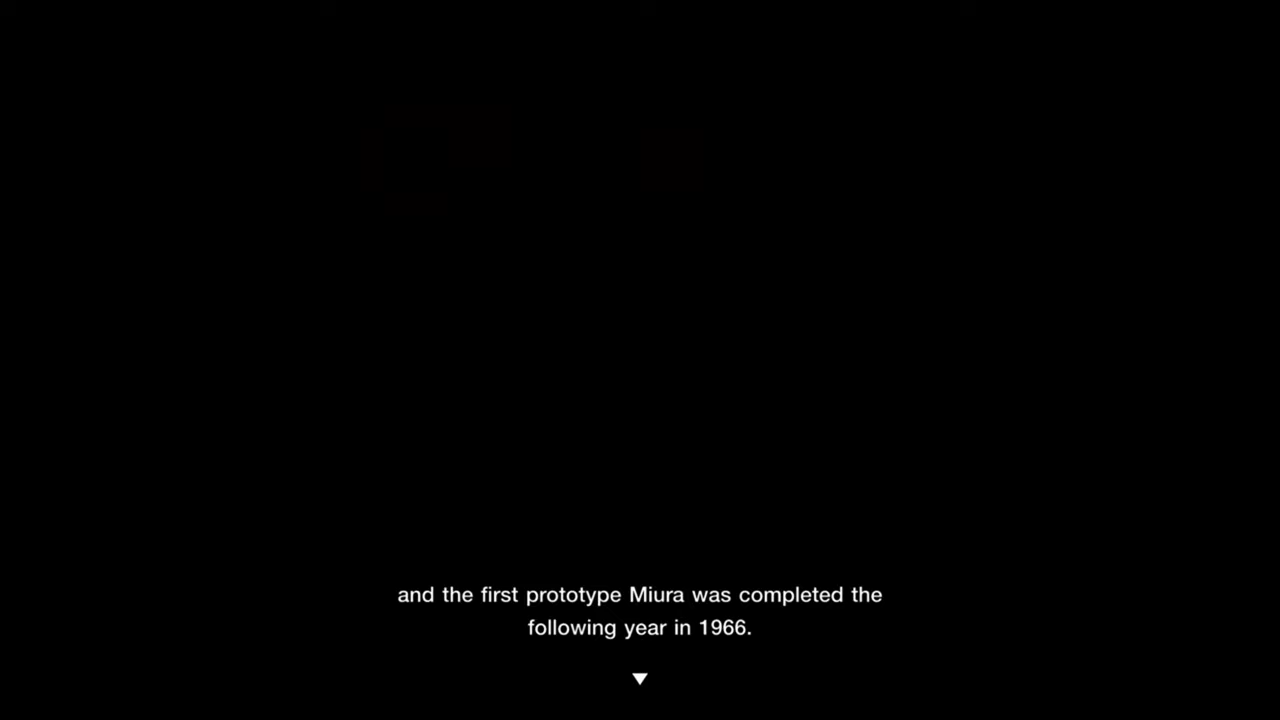 and the first prototype Miura was completed the
following year in 1966.